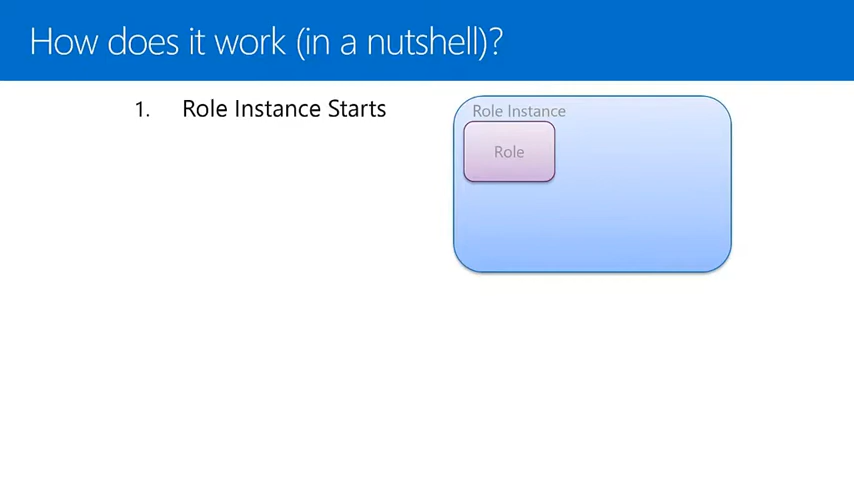 How does it work (in a nutshell)?
1. Role Instance Starts
Role Instance
Role